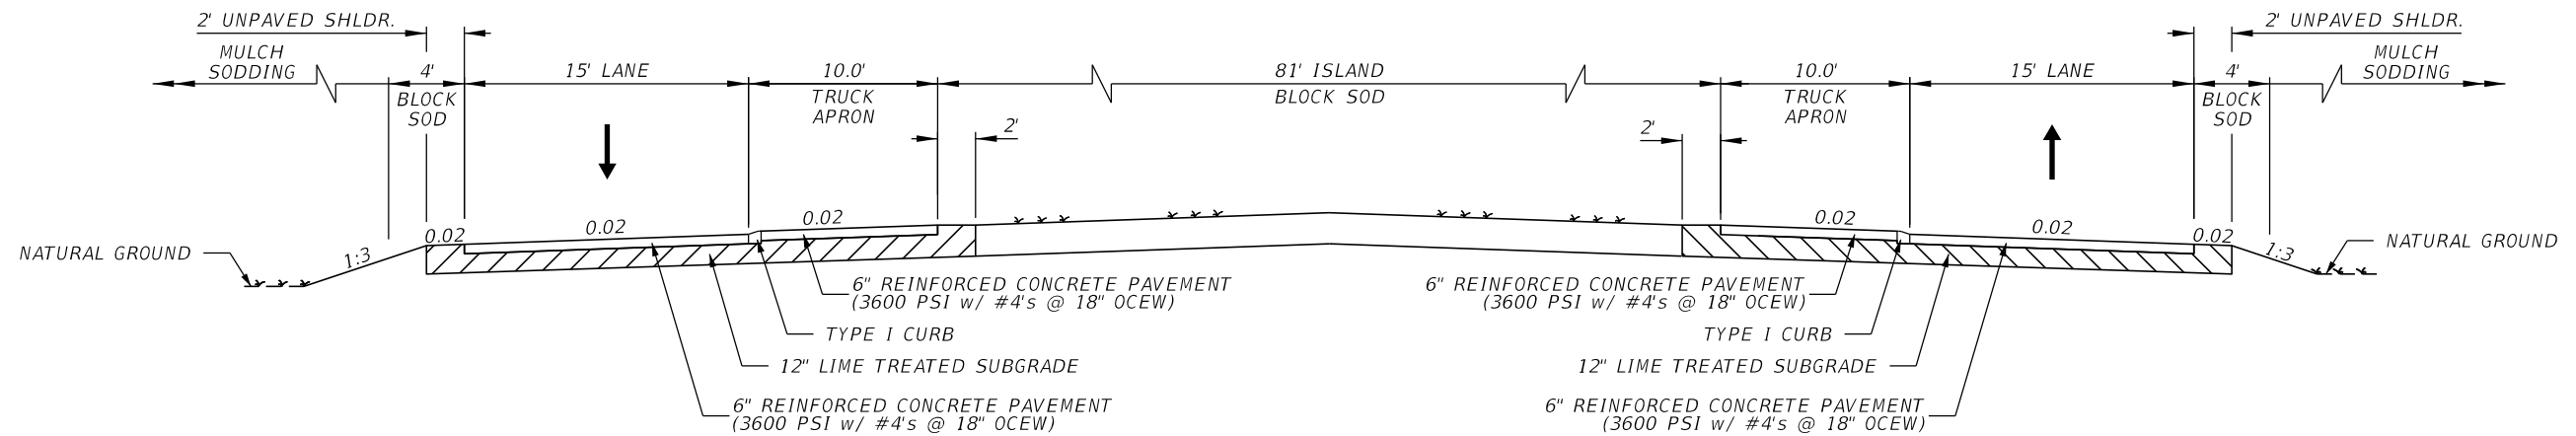 2' UNPAVED SHLDR.
2' UNPAVED SHLDR.
MULCH
SODDING
4'
15' LANE
10.0'
81' ISLAND
10.0'
15' LANE
4'
MULCH
SODDING
BLOCK
SOD
TRUCK
APRON
BLOCK SOD
TRUCK
APRON
BLOCK
SOD
2'
2'
0.02
0.02
0.02
0.02
0.02
0.02
NATURAL GROUND
1:3
1:3
NATURAL GROUND
6" REINFORCED CONCRETE PAVEMENT
(3600 PSI w/ #4's @ 18" OCEW)
6" REINFORCED CONCRETE PAVEMENT
(3600 PSI w/ #4's @ 18" OCEW)
TYPE I CURB
TYPE I CURB
12" LIME TREATED SUBGRADE
12" LIME TREATED SUBGRADE
6" REINFORCED CONCRETE PAVEMENT
(3600 PSI w/ #4's @ 18" OCEW)
6" REINFORCED CONCRETE PAVEMENT
(3600 PSI w/ #4's @ 18" OCEW)